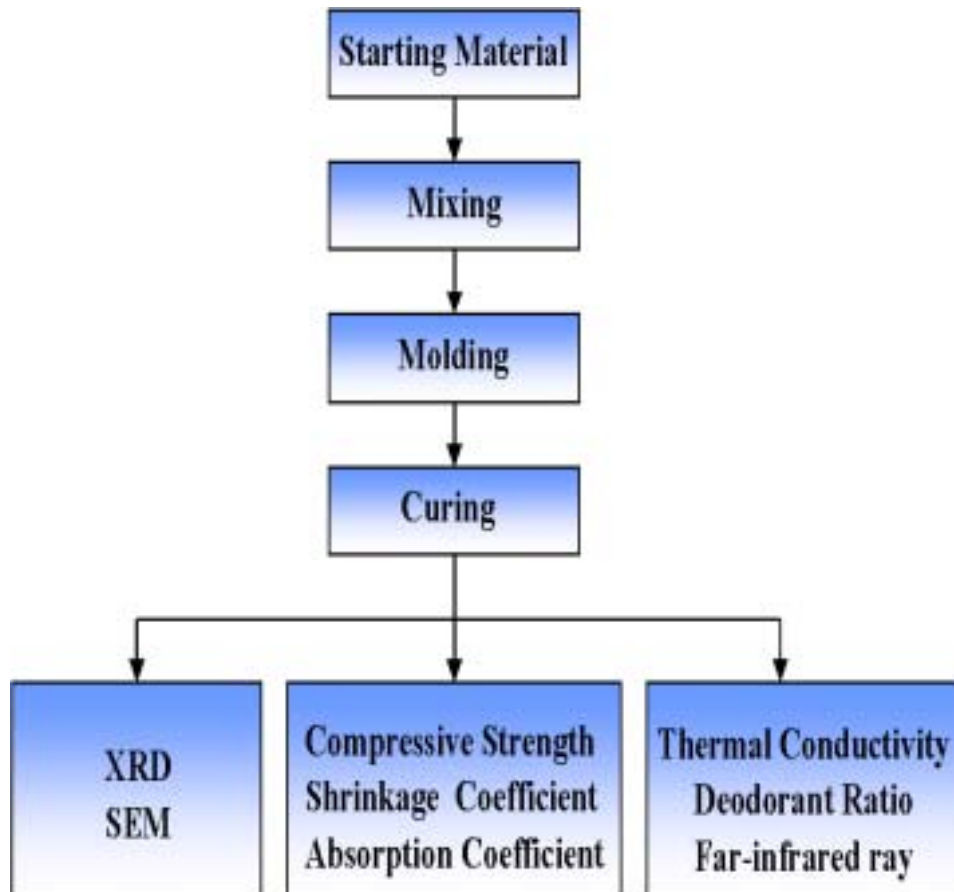 Starting Material
Mixing
Molding
Curing
XRD
SEM
Compressive Strength
Shrinkage Coefficient
Absorption Coefficient
Thermal Conductivity
Deodorant Ratio
Far-infrared ray